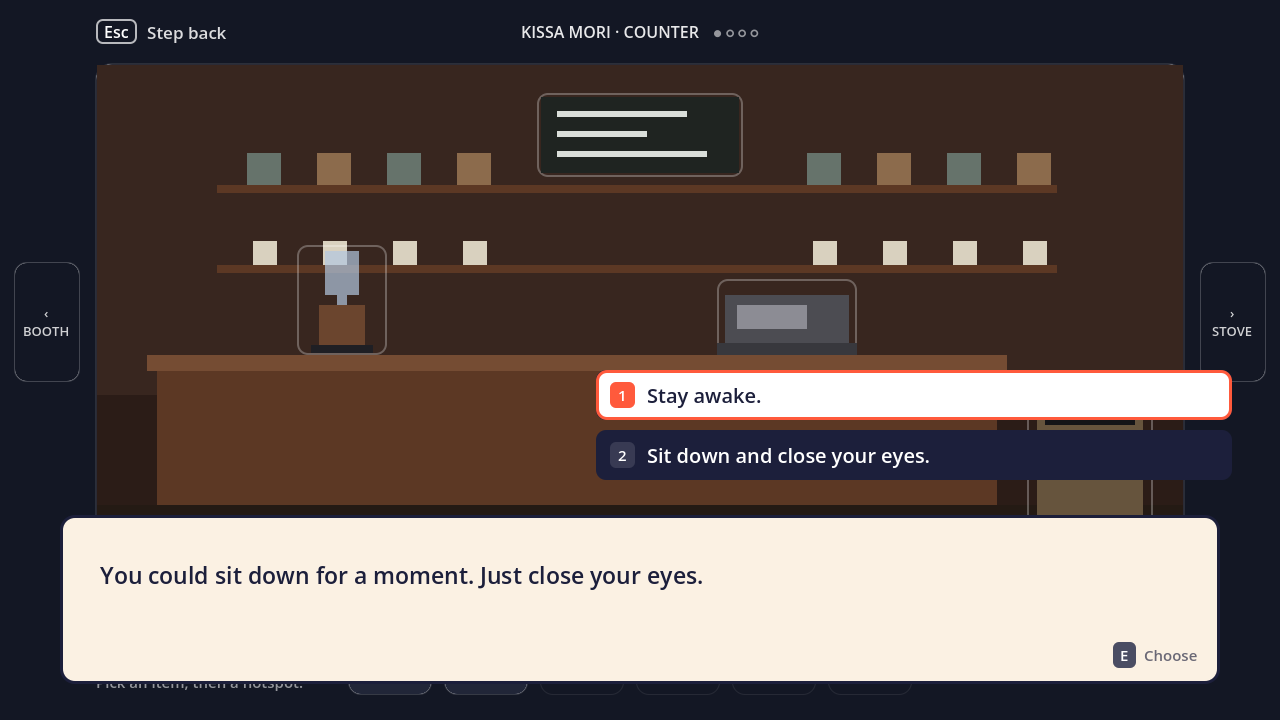 Esc Step back
KISSA MORI · COUNTER
‹
BOOTH
›
STOVE
1 Stay awake.
2 Sit down and close your eyes.
You could sit down for a moment. Just close your eyes.
E Choose
Pick an item, then a hotspot.